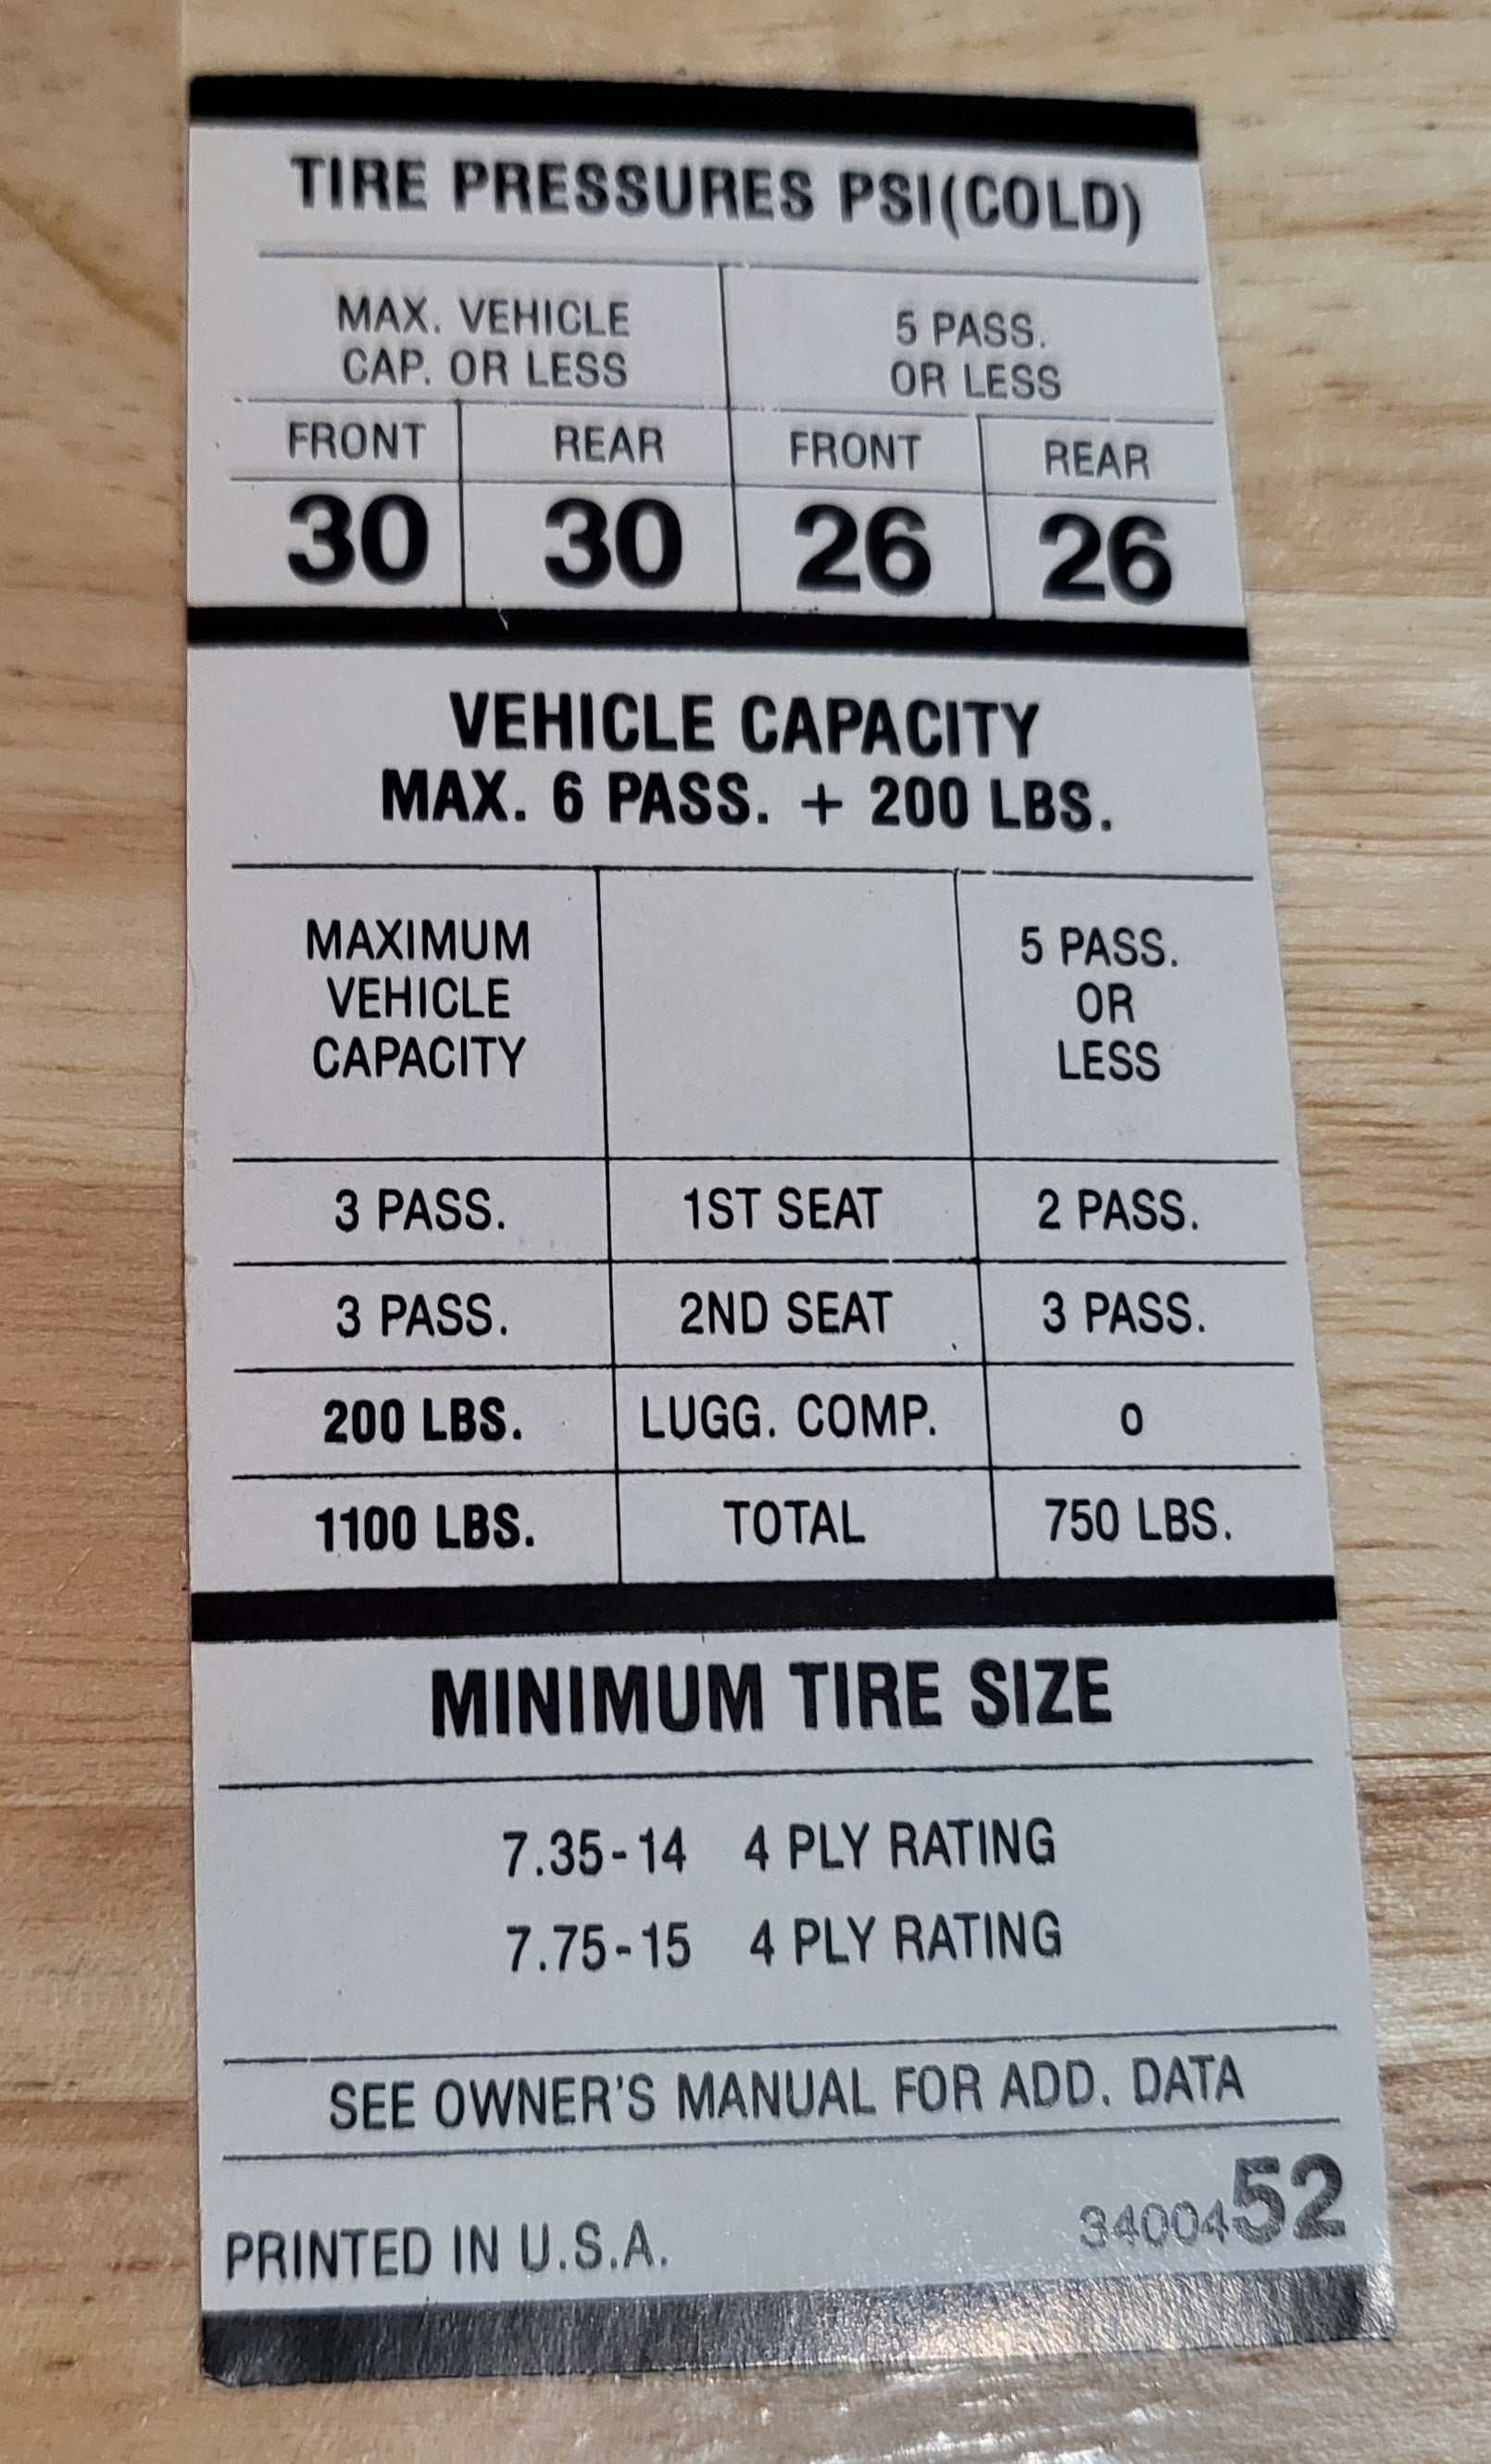 TIRE PRESSURES PSI(COLD)
MAX. VEHICLE
CAP. OR LESS
5 PASS.
OR LESS
FRONT REAR FRONT REAR
30 30 26 26
VEHICLE CAPACITY
MAX. 6 PASS. + 200 LBS.
MAXIMUM
VEHICLE
CAPACITY
5 PASS.
OR
LESS
3 PASS. 1ST SEAT 2 PASS.
3 PASS. 2ND SEAT 3 PASS.
200 LBS. LUGG. COMP. 0
1100 LBS. TOTAL 750 LBS.
MINIMUM TIRE SIZE
7.35-14 4 PLY RATING
7.75-15 4 PLY RATING
SEE OWNER'S MANUAL FOR ADD. DATA
PRINTED IN U.S.A. 3400452